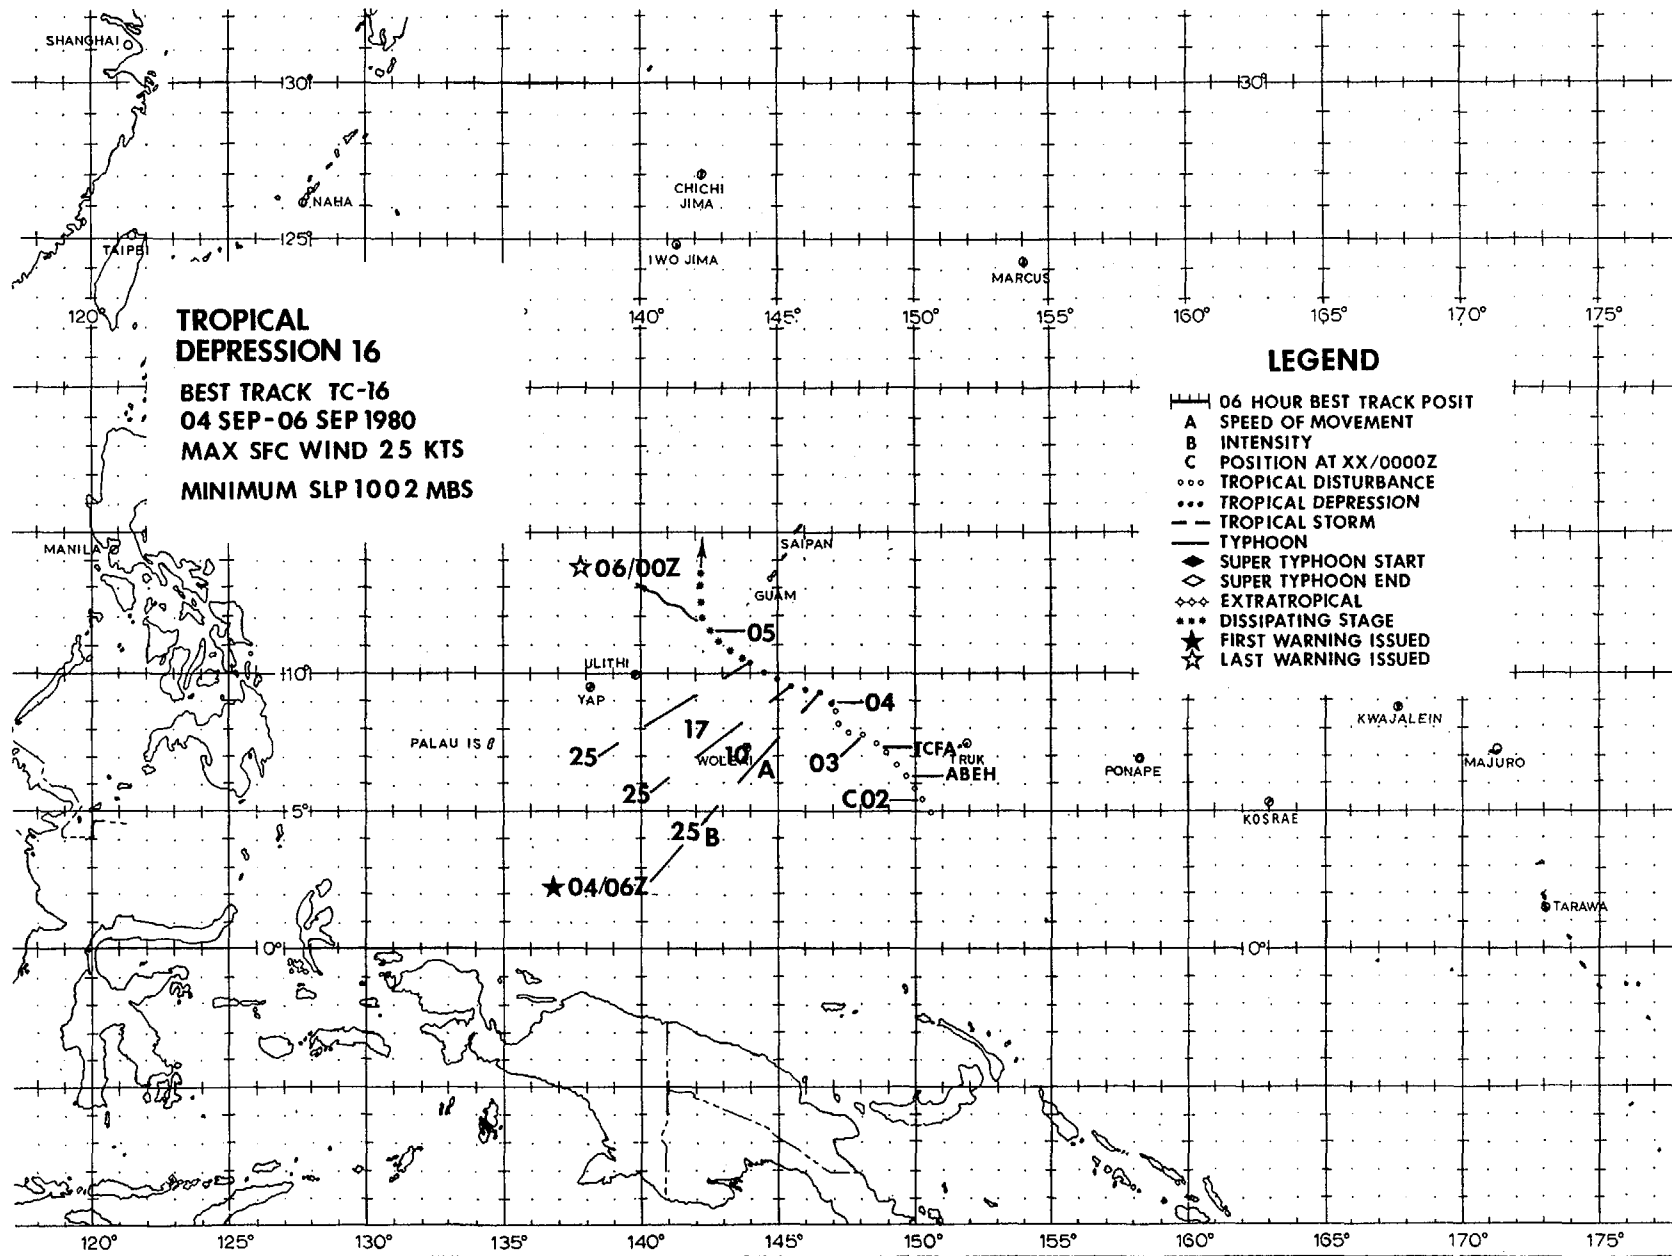 SHANGHAI
30°
30°
CHICHI
JIMA
NAHA
TAIPEI
25°
25°
IWO JIMA
MARCUS
120°
140°
145°
150°
155°
160°
165°
170°
175°
TROPICAL
DEPRESSION 16
BEST TRACK TC-16
04 SEP-06 SEP 1980
MAX SFC WIND 25 KTS
MINIMUM SLP 1002 MBS
LEGEND
06 HOUR BEST TRACK POSIT
A SPEED OF MOVEMENT
B INTENSITY
C POSITION AT XX/0000Z
TROPICAL DISTURBANCE
TROPICAL DEPRESSION
TROPICAL STORM
TYPHOON
SUPER TYPHOON START
SUPER TYPHOON END
EXTRATROPICAL
DISSIPATING STAGE
FIRST WARNING ISSUED
LAST WARNING ISSUED
MANILA
SAIPAN
06/00Z
GUAM
05
ULITHI
10°
YAP
04
KWAJALEIN
17
PALAU IS
25
10
WOLEAI
A
03
TCFA
TRUK
ABEH
PONAPE
MAJURO
25
C02
5°
5°
KOSRAE
25 B
04/06Z
TARAWA
0°
0°
120°
125°
130°
135°
140°
145°
150°
155°
160°
165°
170°
175°